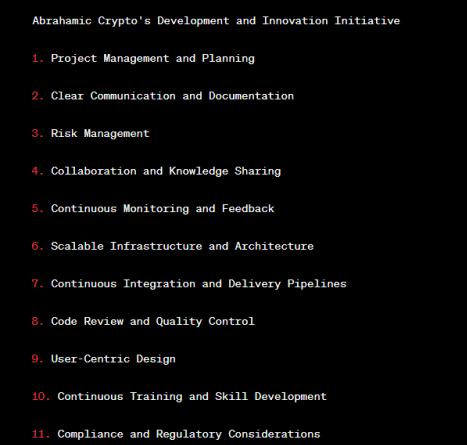 Abrahamic Crypto's Development and Innovation Initiative
1. Project Management and Planning
2. Clear Communication and Documentation
3. Risk Management
4. Collaboration and Knowledge Sharing
5. Continuous Monitoring and Feedback
6. Scalable Infrastructure and Architecture
7. Continuous Integration and Delivery Pipelines
8. Code Review and Quality Control
9. User-Centric Design
10. Continuous Training and Skill Development
11. Compliance and Regulatory Considerations